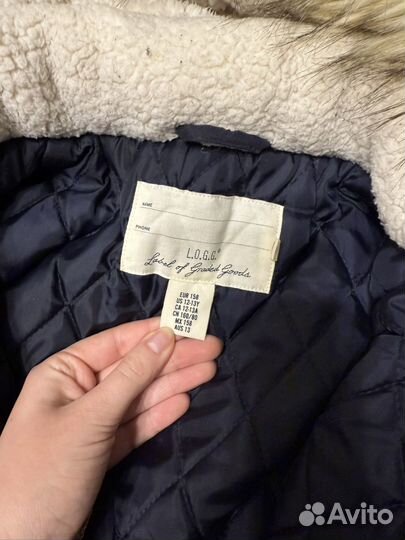 NAME
PHONE
L.O.G.G.®
Label of Graded Goods
EUR 158
US 12-13Y
CA 12-13A
CN 160/80
MX 158
AUS 13
Avito